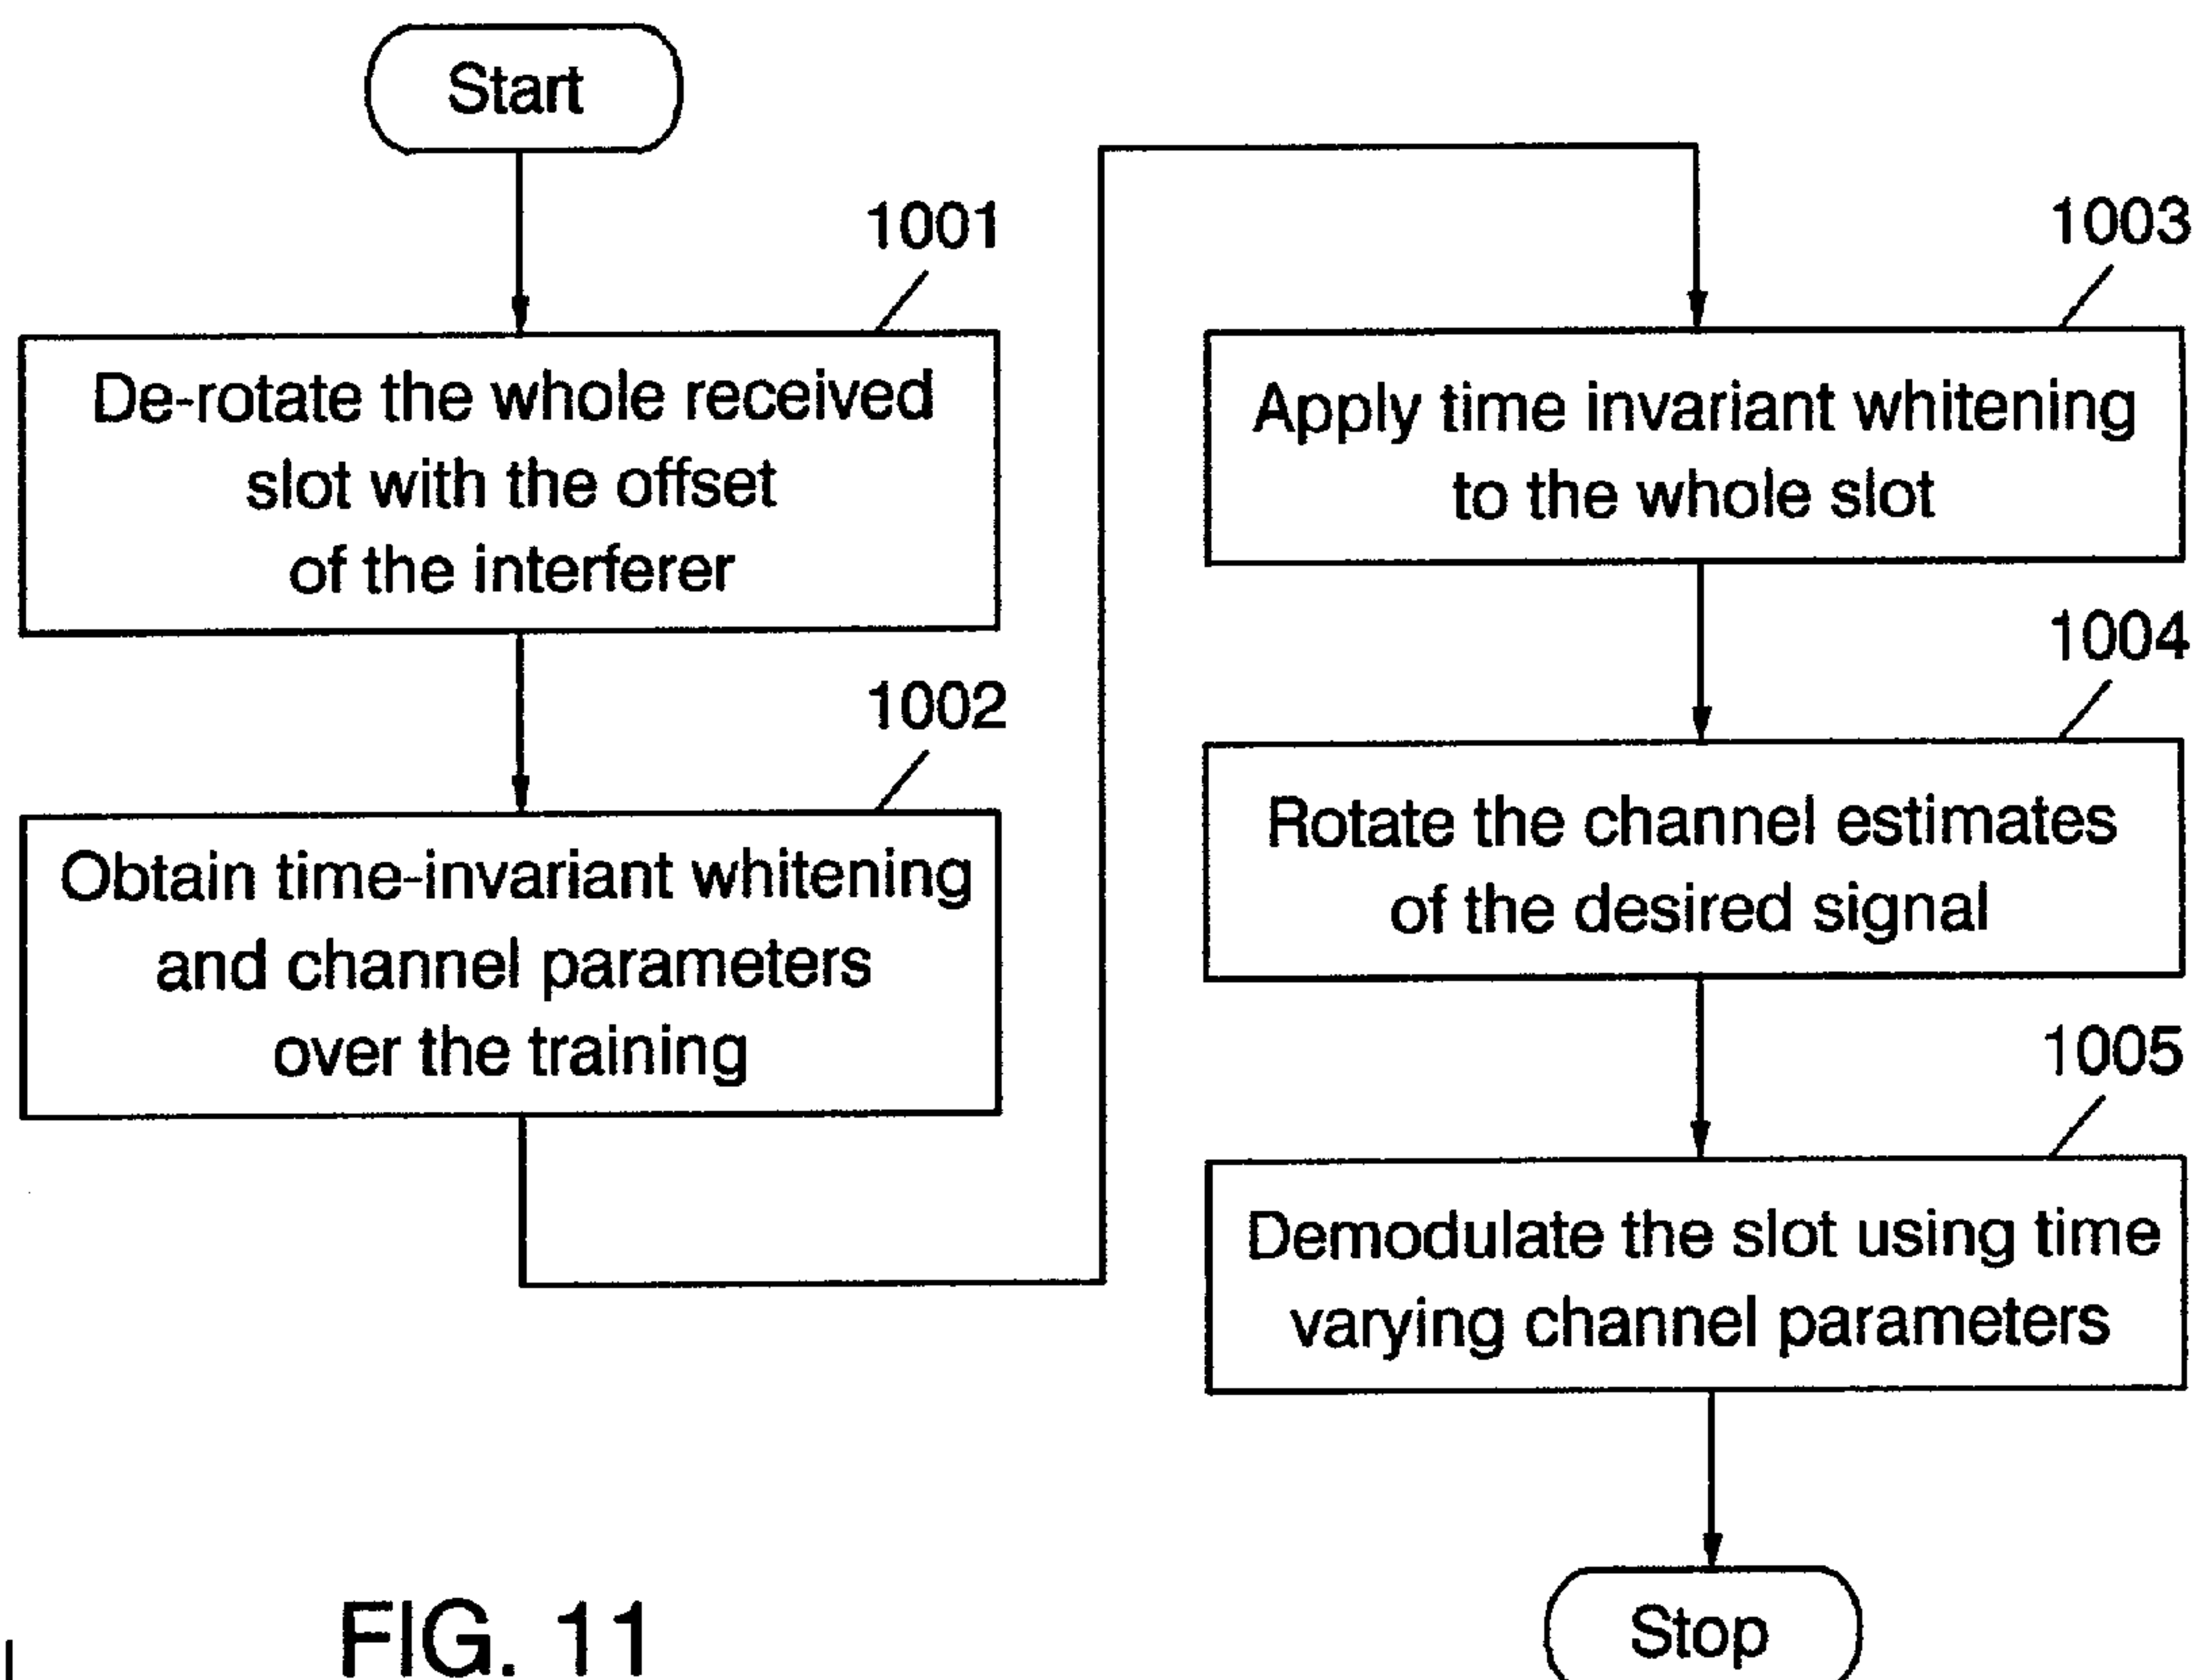 Start
1001
De-rotate the whole received
slot with the offset
of the interferer
1002
Obtain time-invariant whitening
and channel parameters
over the training
1003
Apply time invariant whitening
to the whole slot
1004
Rotate the channel estimates
of the desired signal
1005
Demodulate the slot using time
varying channel parameters
Stop
FIG. 11